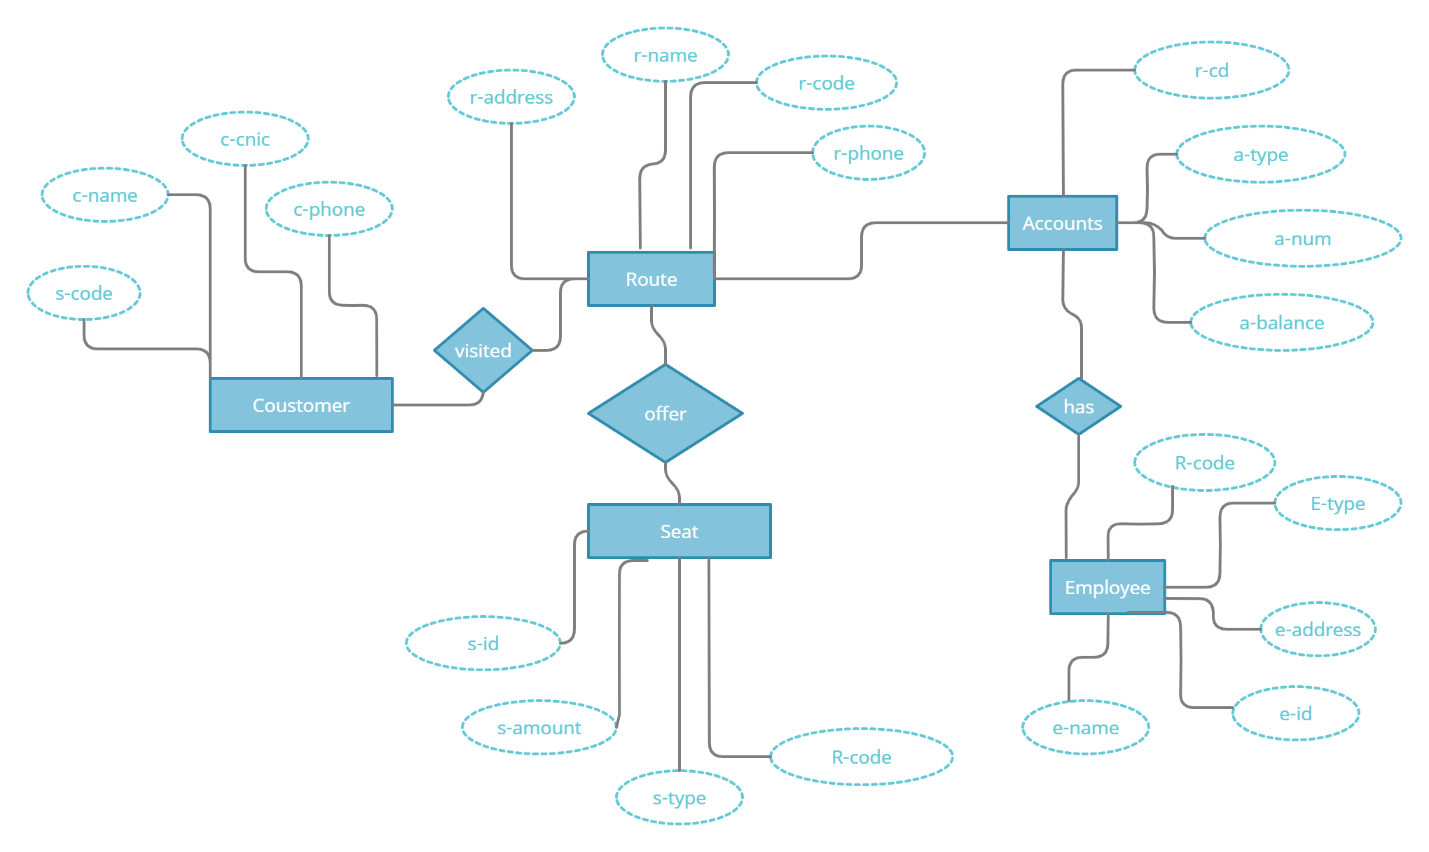 r-name
r-cd
r-code
r-address
c-cnic
r-phone
a-type
c-name
c-phone
Accounts
a-num
Route
s-code
a-balance
visited
Coustomer
offer
has
R-code
E-type
Seat
Employee
e-address
s-id
e-id
s-amount
e-name
R-code
s-type